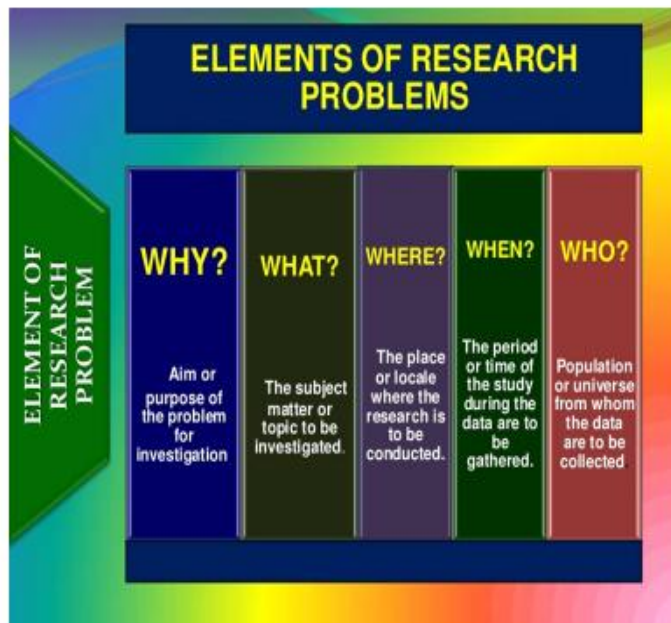 ELEMENTS OF RESEARCH
PROBLEMS
ELEMENT OF
RESEARCH
PROBLEM
WHY?
Aim or
purpose of
the problem
for
investigation
WHAT?
The subject
matter or
topic to be
investigated.
WHERE?
The place
or locale
where the
research is
to be
conducted.
WHEN?
The period
or time of
the study
during the
data are to
be
gathered.
WHO?
Population
or universe
from whom
the data
are to be
collected